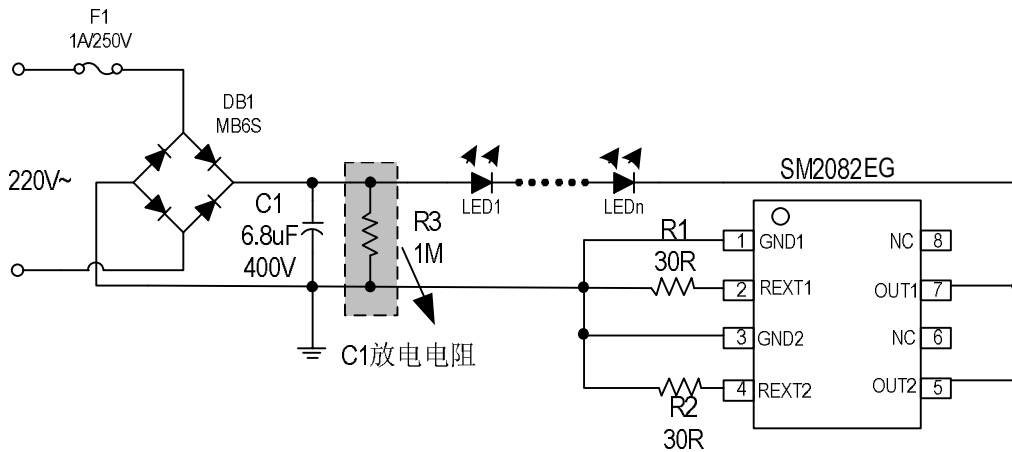 F1
1A/250V
DB1
MB6S
220V~
C1
6.8uF
400V
R3
1M
C1放电电阻
LED1
LEDn
SM2082EG
R1
30R
R2
30R
1 GND1
2 REXT1
3 GND2
4 REXT2
NC 8
OUT1 7
NC 6
OUT2 5